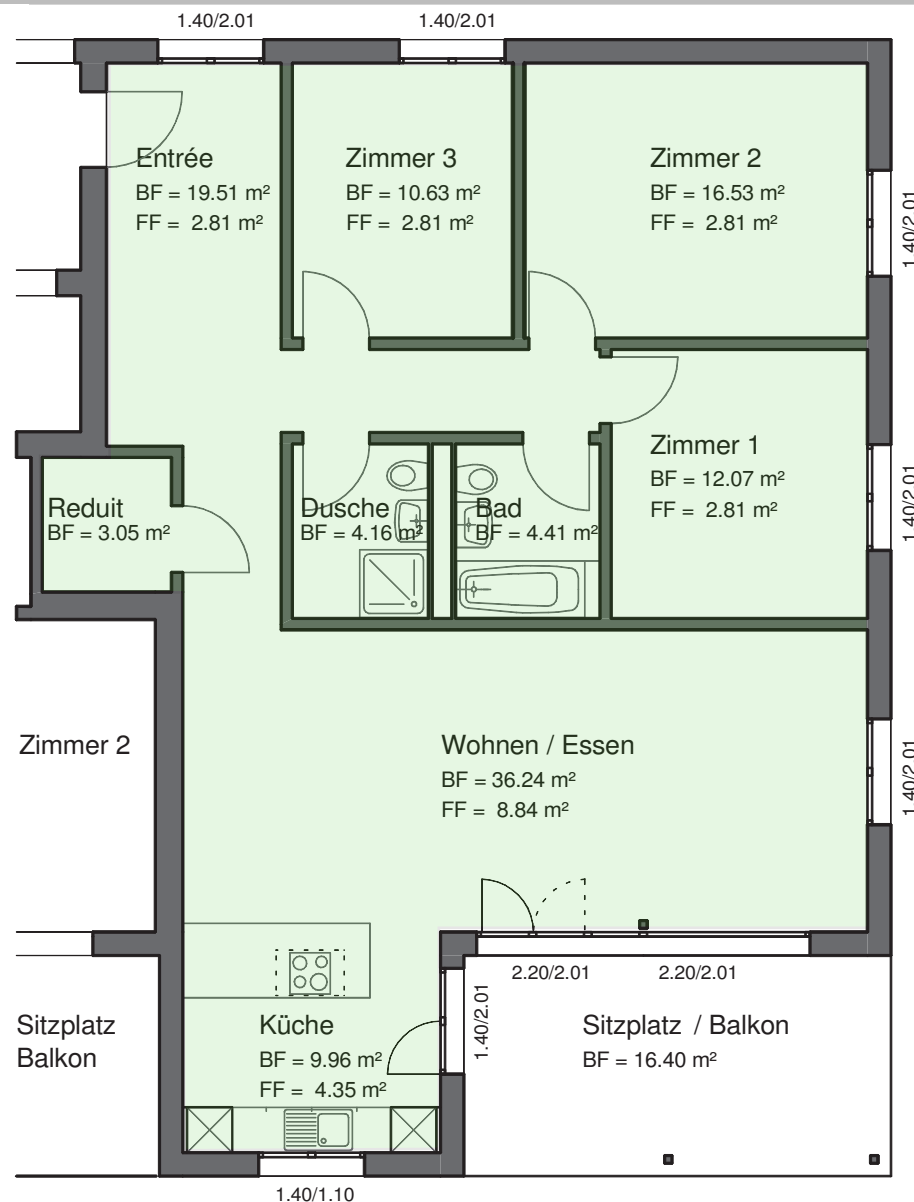 1.40/2.01
1.40/2.01
Entrée
BF = 19.51 m²
FF = 2.81 m²
Zimmer 3
BF = 10.63 m²
FF = 2.81 m²
Zimmer 2
BF = 16.53 m²
FF = 2.81 m²
1.40/2.01
Zimmer 1
BF = 12.07 m²
FF = 2.81 m²
1.40/2.01
Reduit
BF = 3.05 m²
Dusche
BF = 4.16 m²
Bad
BF = 4.41 m²
Zimmer 2
Wohnen / Essen
BF = 36.24 m²
FF = 8.84 m²
1.40/2.01
2.20/2.01
2.20/2.01
1.40/2.01
Sitzplatz
Balkon
Küche
BF = 9.96 m²
FF = 4.35 m²
Sitzplatz / Balkon
BF = 16.40 m²
1.40/1.10